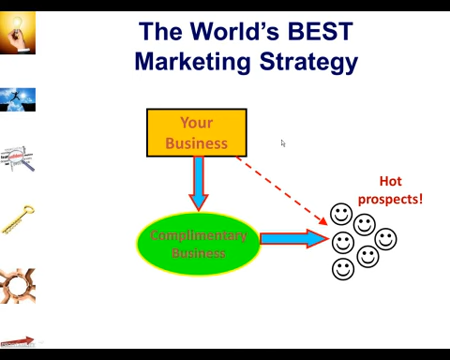 The World's BEST
Marketing Strategy
Your
Business
Hot
prospects!
Complimentary
Business